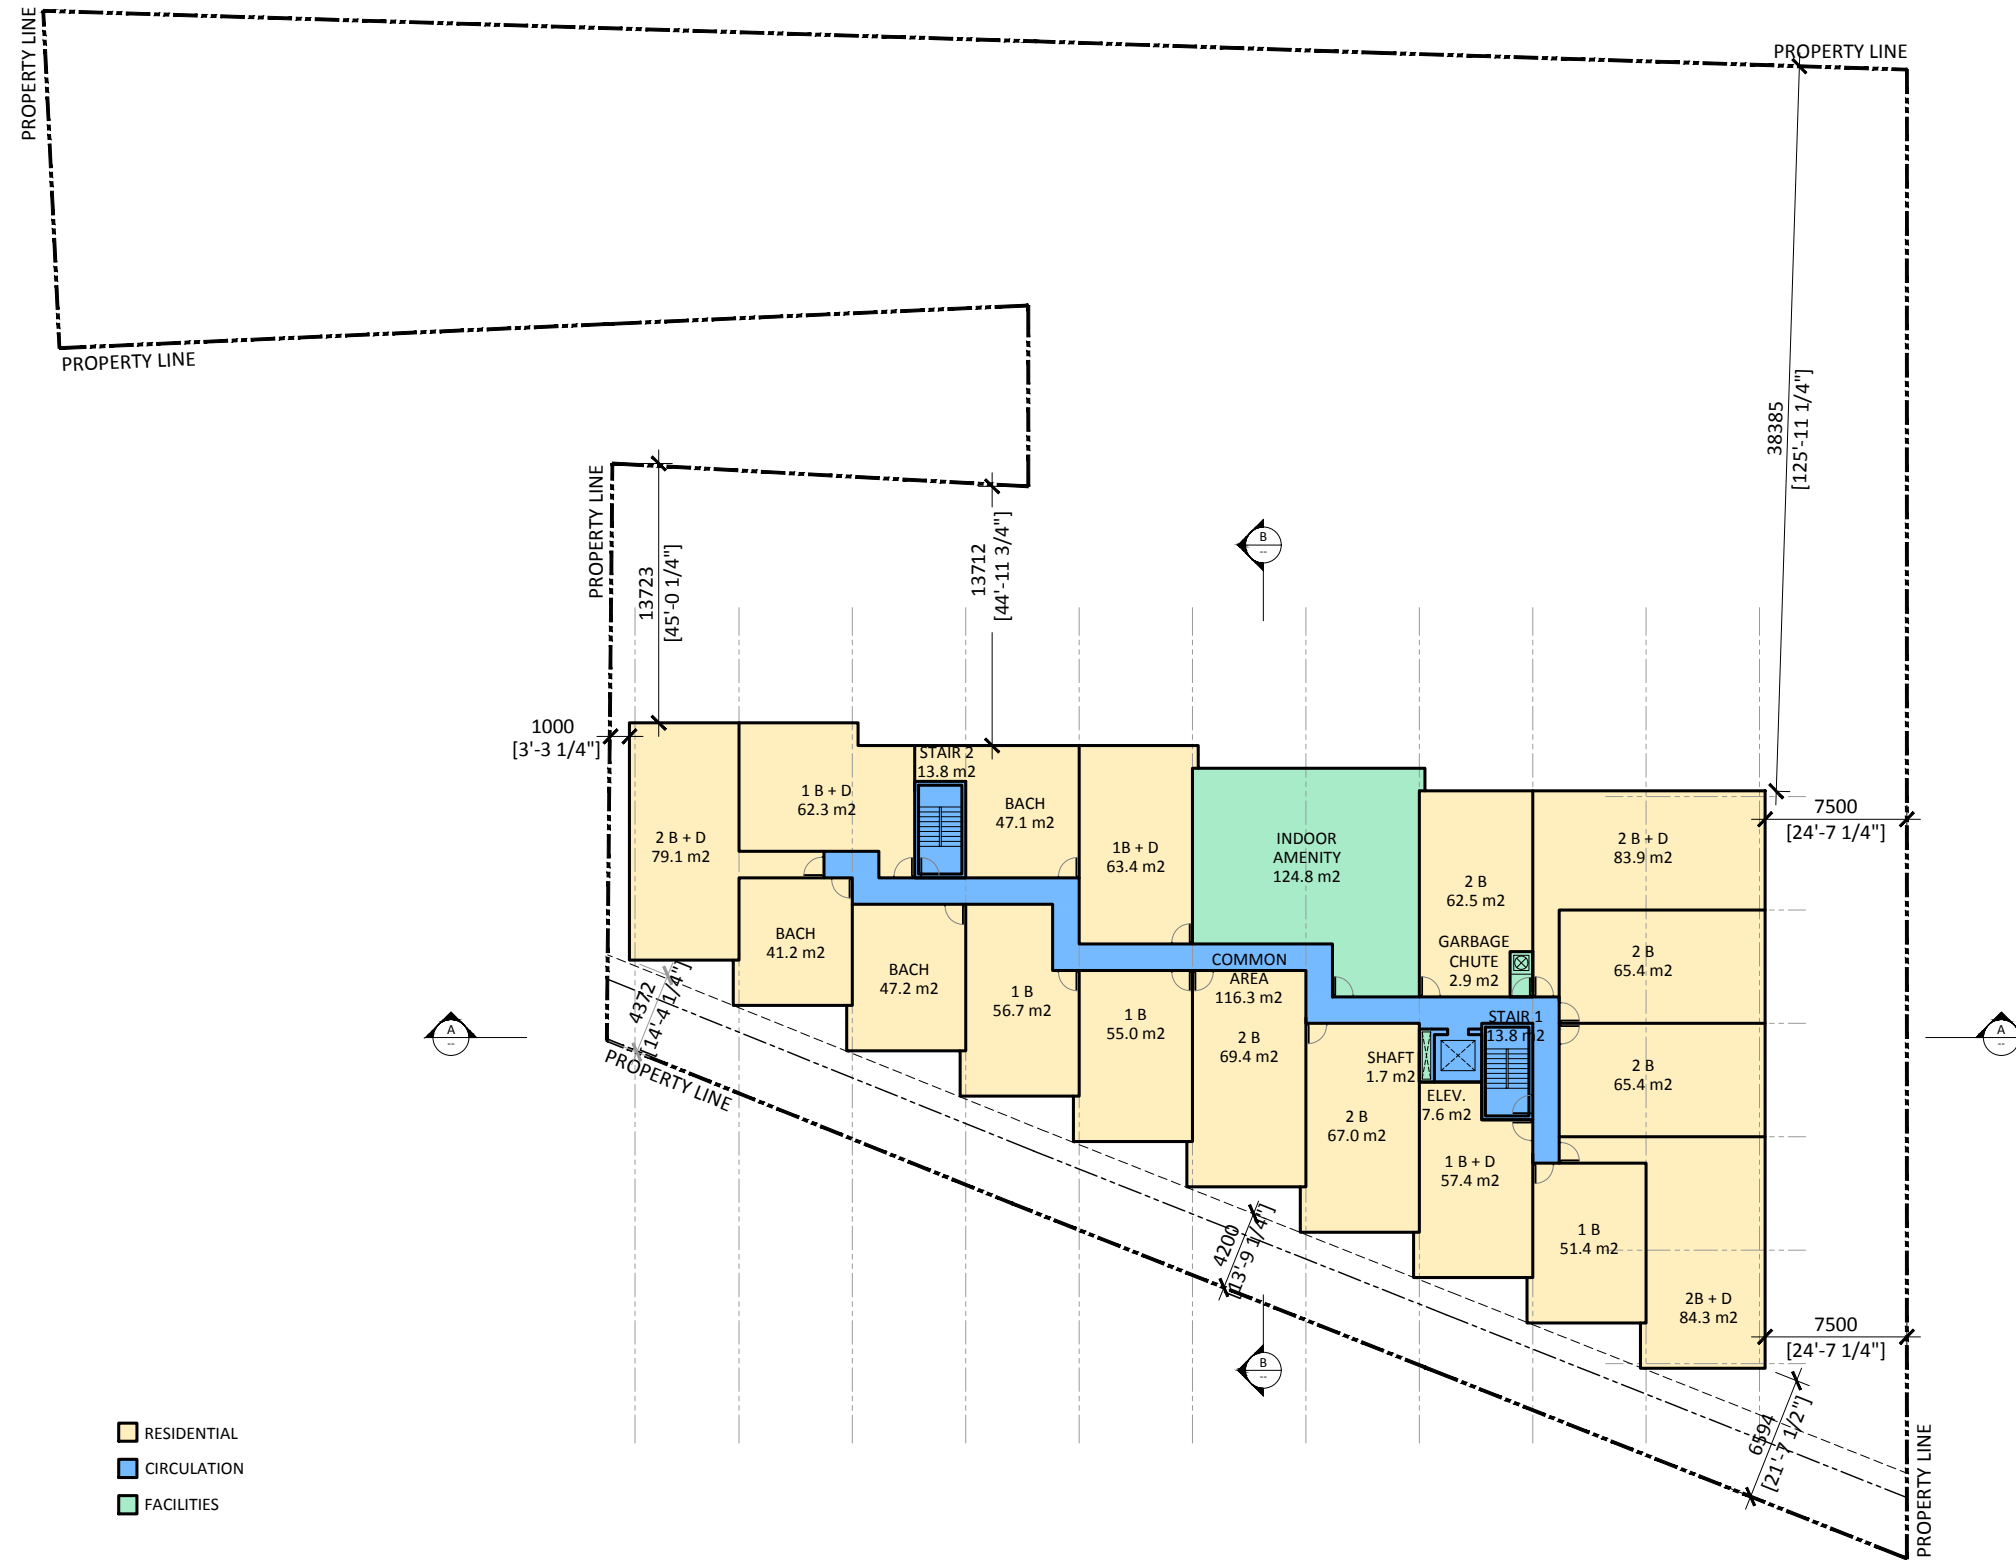 PROPERTY LINE
PROPERTY LINE
PROPERTY LINE
38385
[125'-11 1/4"]
PROPERTY LINE
13723
[45'-0 1/4"]
13712
[44'-11 3/4"]
B
--
1000
[3'-3 1/4"]
STAIR 2
13.8 m2
1 B + D
62.3 m2
BACH
47.1 m2
2 B + D
79.1 m2
1B + D
63.4 m2
INDOOR
AMENITY
124.8 m2
2 B
62.5 m2
2 B + D
83.9 m2
7500
[24'-7 1/4"]
BACH
41.2 m2
BACH
47.2 m2
1 B
56.7 m2
1 B
55.0 m2
COMMON
AREA
116.3 m2
2 B
69.4 m2
GARBAGE
CHUTE
2.9 m2
2 B
65.4 m2
STAIR 1
13.8 m2
SHAFT
1.7 m2
ELEV.
7.6 m2
2 B
65.4 m2
A
--
A
--
4372
[14'-4 1/4"]
PROPERTY LINE
2 B
67.0 m2
1 B + D
57.4 m2
1 B
51.4 m2
2B + D
84.3 m2
4200
[13'-9 1/4"]
7500
[24'-7 1/4"]
B
--
6594
[21'-7 1/2"]
PROPERTY LINE
RESIDENTIAL
CIRCULATION
FACILITIES